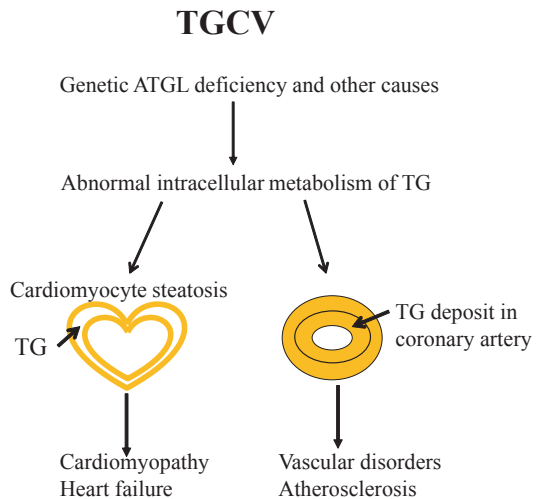 TGCV
Genetic ATGL deficiency and other causes
Abnormal intracellular metabolism of TG
Cardiomyocyte steatosis
TG
TG deposit in
coronary artery
Cardiomyopathy
Heart failure
Vascular disorders
Atherosclerosis